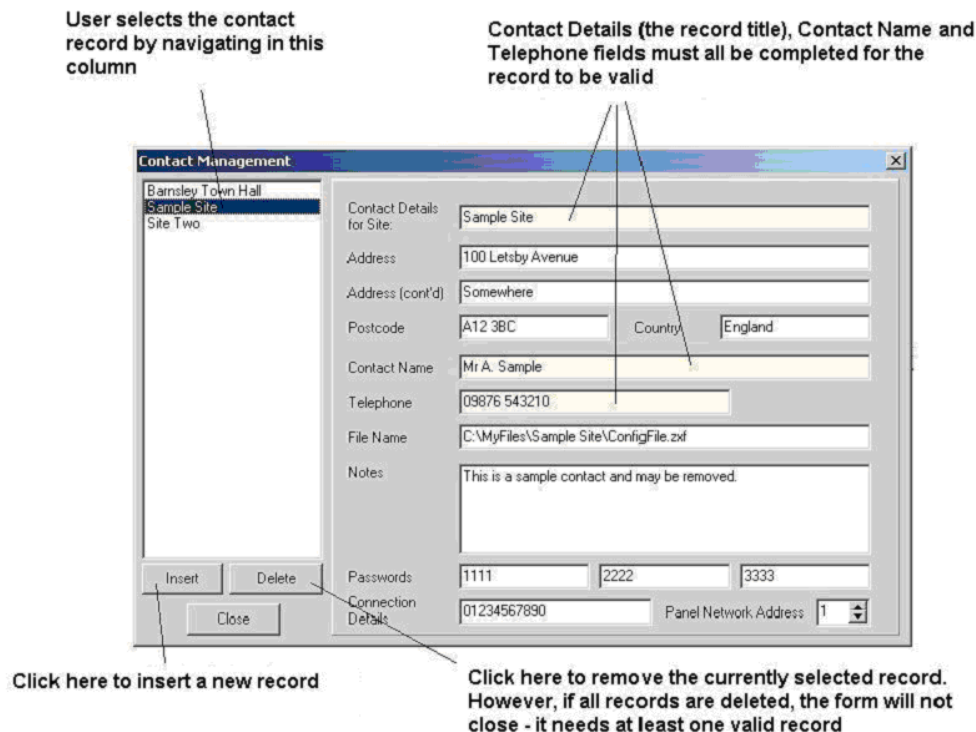 User selects the contact
record by navigating in this
column
Contact Details (the record title), Contact Name and
Telephone fields must all be completed for the
record to be valid
Contact Management
Barnsley Town Hall
Sample Site
Site Two
Contact Details
for Site:
Sample Site
Address
100 Letsby Avenue
Address (cont'd)
Somewhere
Postcode
A12 3BC
Country
England
Contact Name
Mr A. Sample
Telephone
09876 543210
File Name
C:\MyFiles\Sample Site\ConfigFile.zxf
Notes
This is a sample contact and may be removed.
Insert
Delete
Close
Passwords
1111
2222
3333
Connection
Details
01234567890
Panel Network Address
1
Click here to insert a new record
Click here to remove the currently selected record.
However, if all records are deleted, the form will not
close - it needs at least one valid record